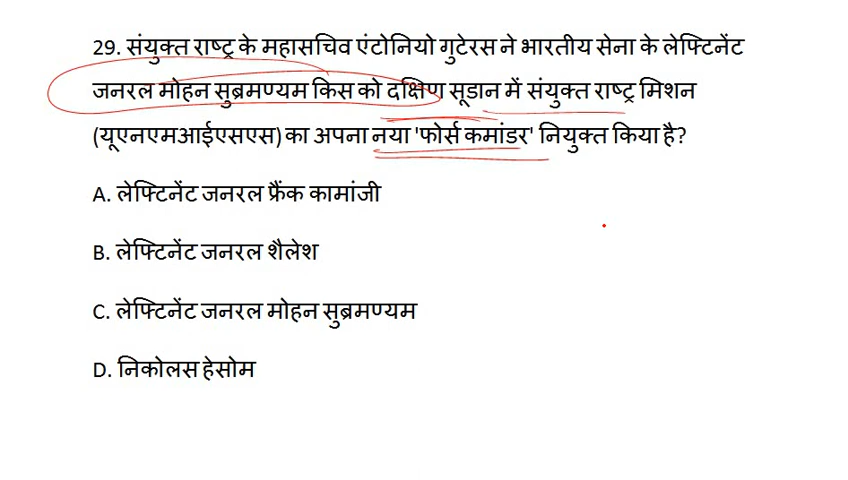 29. संयुक्त राष्ट्र के महासचिव एंटोनियो गुटेरस ने भारतीय सेना के लेफ्टिनेंट
जनरल मोहन सुब्रमण्यम किस को दक्षिण सूडान में संयुक्त राष्ट्र मिशन
(यूएनएमआईएसएस) का अपना नया 'फोर्स कमांडर' नियुक्त किया है?
A. लेफ्टिनेंट जनरल फ्रैंक कामांजी
B. लेफ्टिनेंट जनरल शैलेश
C. लेफ्टिनेंट जनरल मोहन सुब्रमण्यम
D. निकोलस हेसोम